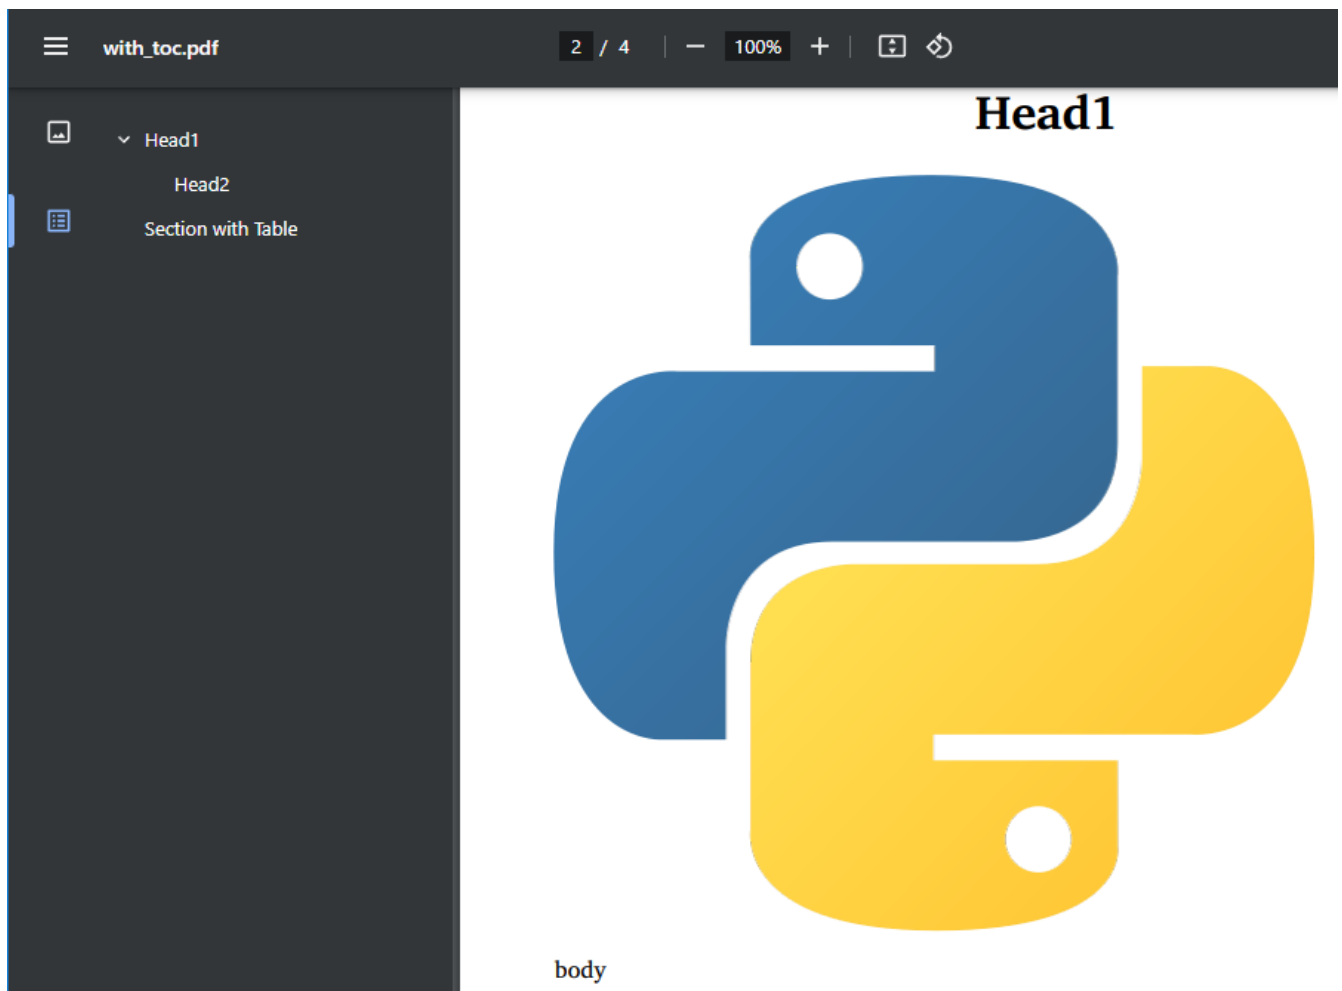 with_toc.pdf 2 / 4 100%
Head1
Head2
Section with Table
Head1
body